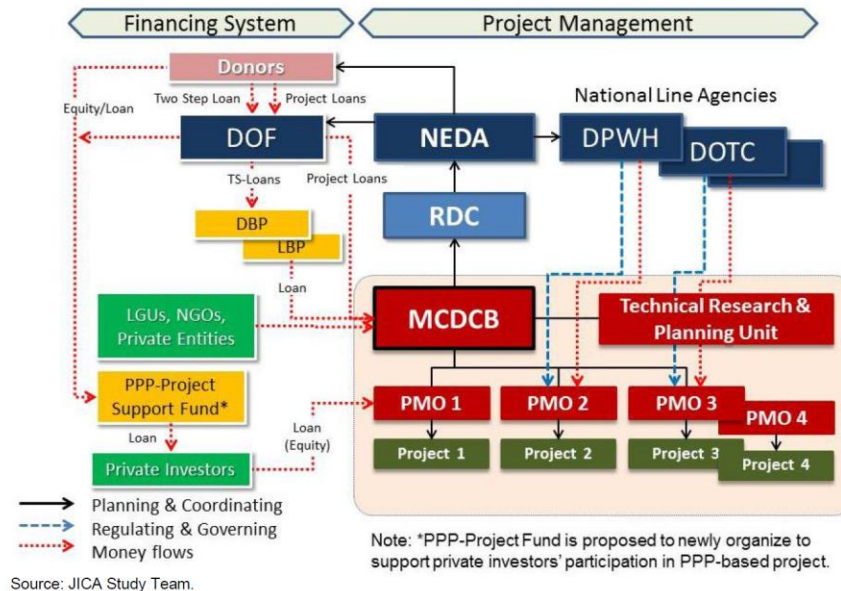 Financing System
Project Management
Donors
Equity/Loan
Two Step Loan
Project Loans
National Line Agencies
DOF
NEDA
DPWH
DOTC
TS-Loans
Project Loans
DBP
LBP
RDC
Loan
LGUs, NGOs,
Private Entities
MCDCB
Technical Research &
Planning Unit
PPP-Project
Support Fund*
Loan
Loan
(Equity)
PMO 1
PMO 2
PMO 3
PMO 4
Private Investors
Project 1
Project 2
Project 3
Project 4
Planning & Coordinating
Regulating & Governing
Money flows
Note: *PPP-Project Fund is proposed to newly organize to
support private investors' participation in PPP-based project.
Source: JICA Study Team.